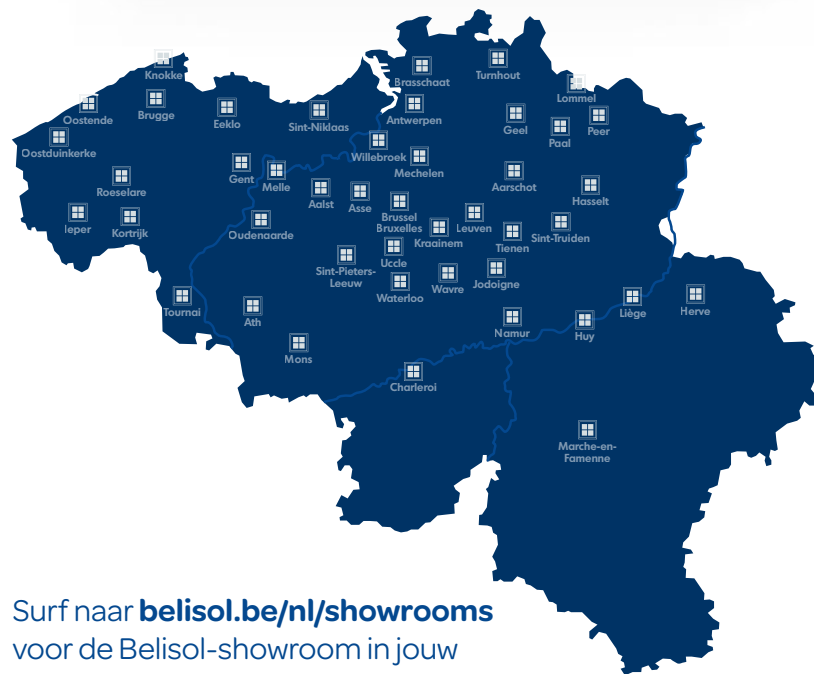 Knokke
Brasschaat
Turnhout
Lommel
Oostende
Brugge
Eeklo
Sint-Niklaas
Antwerpen
Geel
Paal
Peer
Oostduinkerke
Willebroek
Mechelen
Roeselare
Gent
Melle
Aalst
Asse
Brussel
Bruxelles
Aarschot
Hasselt
Ieper
Kortrijk
Oudenaarde
Kraainem
Leuven
Tienen
Sint-Truiden
Sint-Pieters-
Leeuw
Uccle
Waterloo
Wavre
Jodoigne
Tournai
Ath
Mons
Namur
Huy
Liège
Herve
Charleroi
Marche-en-
Famenne
Surf naar belisol.be/nl/showrooms
voor de Belisol-showroom in jouw